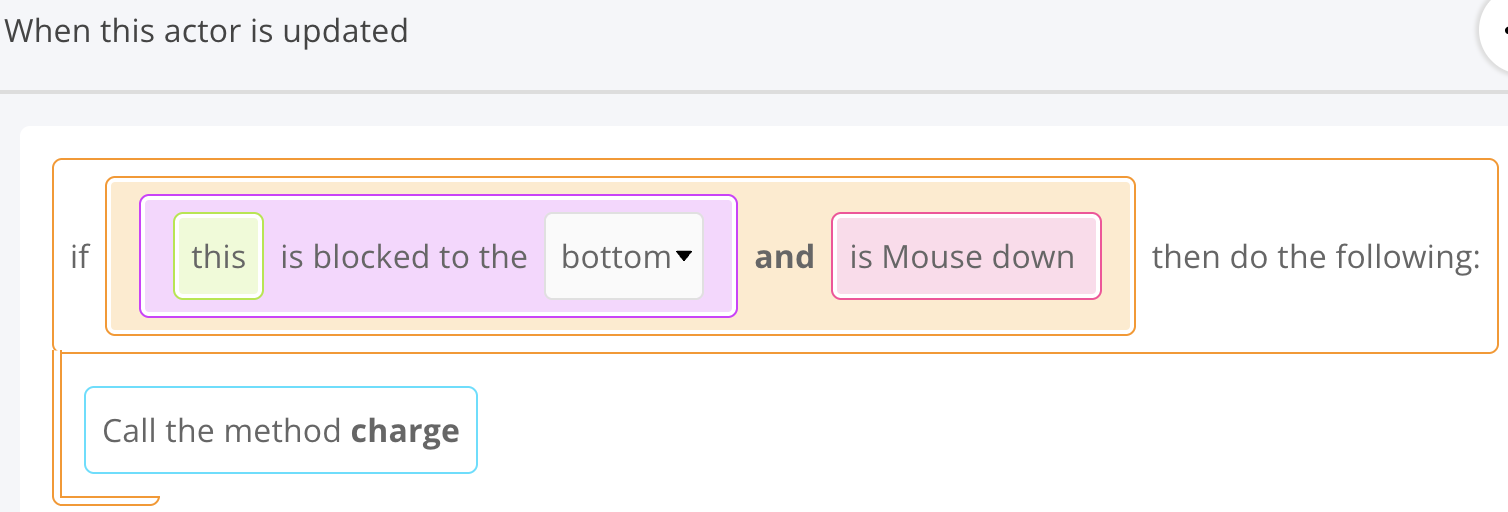 When this actor is updated
if this is blocked to the bottom and is Mouse down then do the following:
Call the method charge